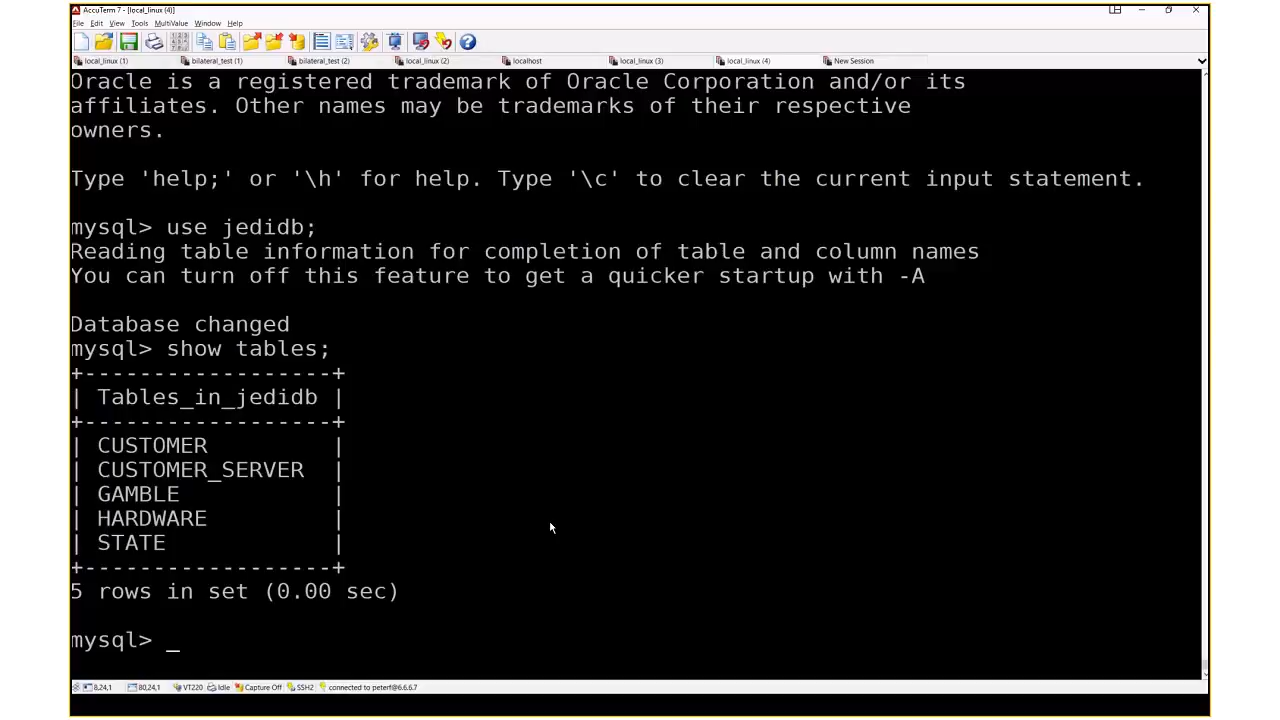 AccuTerm 7 - [local_linux (4)]
File Edit View Tools MultiValue Window Help
local_linux (1) bilateral_test (1) bilateral_test (2) local_linux (2) localhost local_linux (3) local_linux (4) New Session
Oracle is a registered trademark of Oracle Corporation and/or its
affiliates. Other names may be trademarks of their respective
owners.
Type 'help;' or '\h' for help. Type '\c' to clear the current input statement.
mysql> use jedidb;
Reading table information for completion of table and column names
You can turn off this feature to get a quicker startup with -A
Database changed
mysql> show tables;
+-------------------+
| Tables_in_jedidb |
+-------------------+
| CUSTOMER |
| CUSTOMER_SERVER |
| GAMBLE |
| HARDWARE |
| STATE |
+-------------------+
5 rows in set (0.00 sec)
mysql> _
8,24,1 80,24,1 VT220 Idle Capture Off SSH2 connected to peterf@6.6.6.7